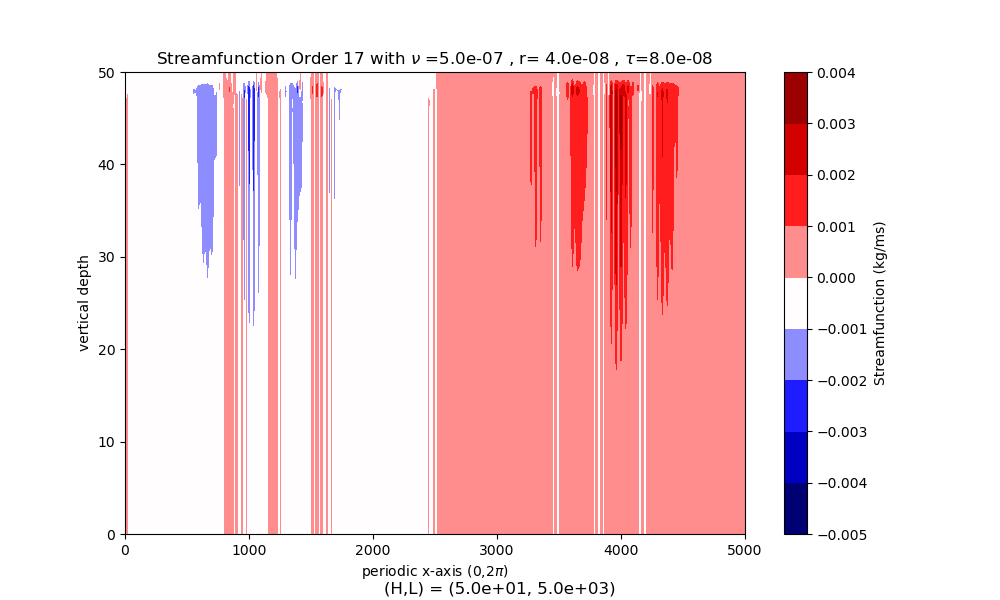 Streamfunction Order 17 with ν =5.0e-07 , r= 4.0e-08 , τ=8.0e-08
50
40
30
20
10
0
vertical depth
0 1000 2000 3000 4000 5000
periodic x-axis (0,2π)
(H,L) = (5.0e+01, 5.0e+03)
0.004
0.003
0.002
0.001
0.000
−0.001
−0.002
−0.003
−0.004
−0.005
Streamfunction (kg/ms)